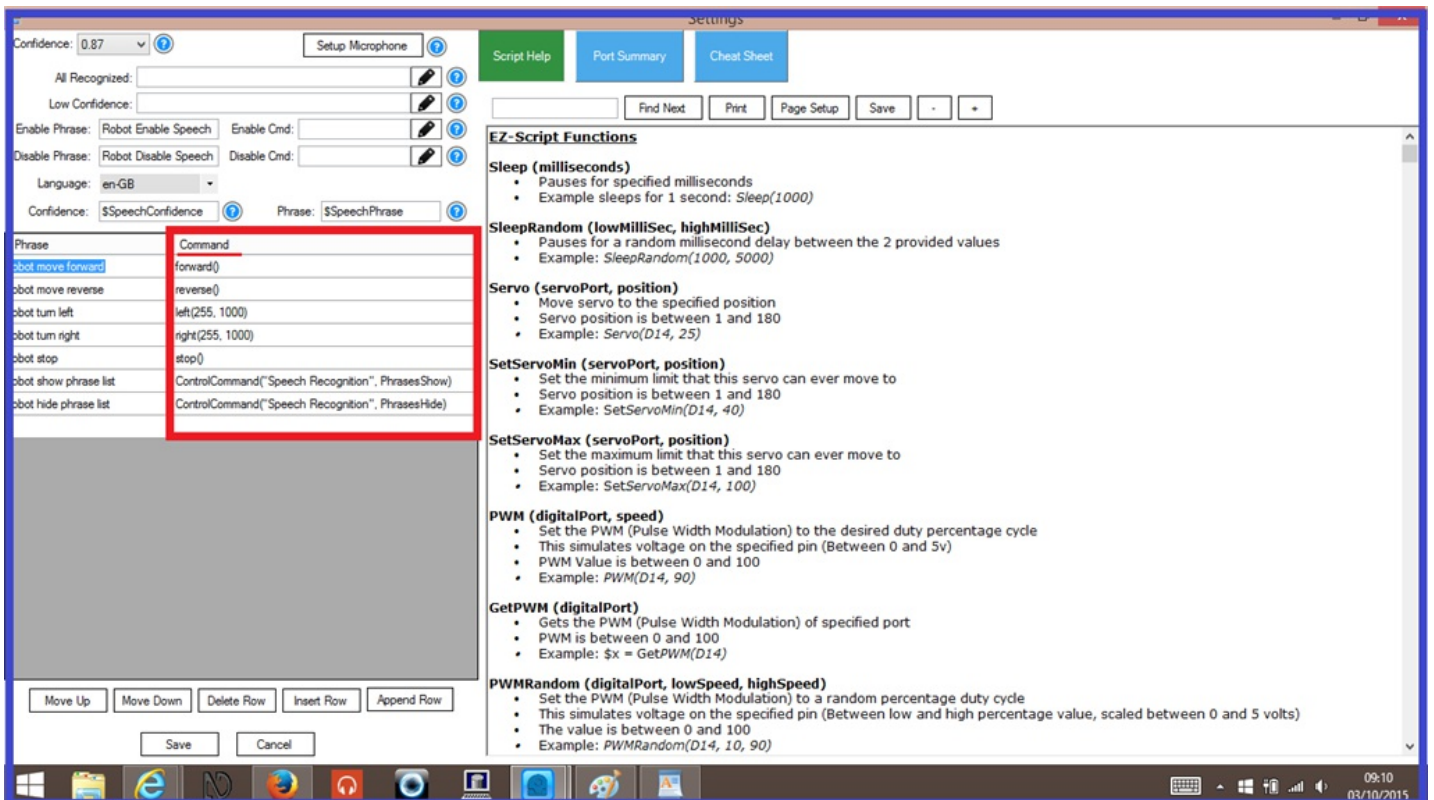 Settings
Confidence: 0.87
Setup Microphone
All Recognized:
Low Confidence:
Enable Phrase: Robot Enable Speech Enable Cmd:
Disable Phrase: Robot Disable Speech Disable Cmd:
Language: en-GB
Confidence: $SpeechConfidence Phrase: $SpeechPhrase
Phrase Command
obot move forward forward()
obot move reverse reverse()
obot turn left left(255, 1000)
obot turn right right(255, 1000)
obot stop stop()
obot show phrase list ControlCommand("Speech Recognition", PhrasesShow)
obot hide phrase list ControlCommand("Speech Recognition", PhrasesHide)
Move Up Move Down Delete Row Insert Row Append Row
Save Cancel
Script Help Port Summary Cheat Sheet
Find Next Print Page Setup Save - +
EZ-Script Functions
Sleep (milliseconds)
• Pauses for specified milliseconds
• Example sleeps for 1 second: Sleep(1000)
SleepRandom (lowMilliSec, highMilliSec)
• Pauses for a random millisecond delay between the 2 provided values
• Example: SleepRandom(1000, 5000)
Servo (servoPort, position)
• Move servo to the specified position
• Servo position is between 1 and 180
• Example: Servo(D14, 25)
SetServoMin (servoPort, position)
• Set the minimum limit that this servo can ever move to
• Servo position is between 1 and 180
• Example: SetServoMin(D14, 40)
SetServoMax (servoPort, position)
• Set the maximum limit that this servo can ever move to
• Servo position is between 1 and 180
• Example: SetServoMax(D14, 100)
PWM (digitalPort, speed)
• Set the PWM (Pulse Width Modulation) to the desired duty percentage cycle
• This simulates voltage on the specified pin (Between 0 and 5v)
• PWM Value is between 0 and 100
• Example: PWM(D14, 90)
GetPWM (digitalPort)
• Gets the PWM (Pulse Width Modulation) of specified port
• PWM is between 0 and 100
• Example: $x = GetPWM(D14)
PWMRandom (digitalPort, lowSpeed, highSpeed)
• Set the PWM (Pulse Width Modulation) to a random percentage duty cycle
• This simulates voltage on the specified pin (Between low and high percentage value, scaled between 0 and 5 volts)
• The value is between 0 and 100
• Example: PWMRandom(D14, 10, 90)
09:10
03/10/2015